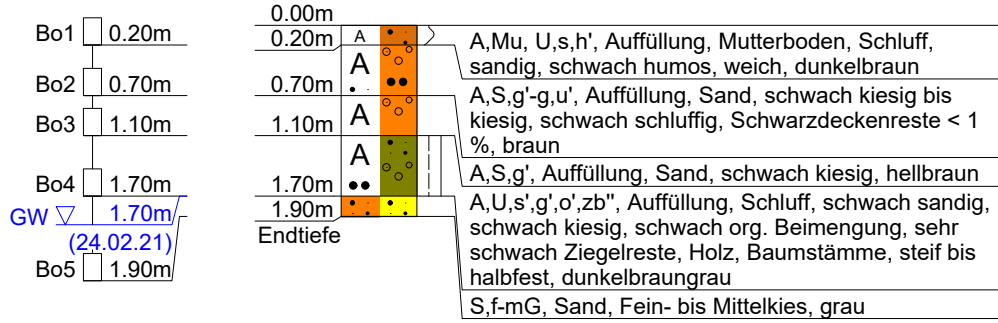 Bo1 0.20m
Bo2 0.70m
Bo3 1.10m
Bo4 1.70m
GW 1.70m
(24.02.21)
Bo5 1.90m
0.00m
0.20m
0.70m
1.10m
1.70m
1.90m
Endtiefe
A
A
A
A
A,Mu, U,s,h', Auffüllung, Mutterboden, Schluff,
sandig, schwach humos, weich, dunkelbraun
A,S,g'-g,u', Auffüllung, Sand, schwach kiesig bis
kiesig, schwach schluffig, Schwarzdeckenreste < 1
%, braun
A,S,g', Auffüllung, Sand, schwach kiesig, hellbraun
A,U,s',g',o',zb'', Auffüllung, Schluff, schwach sandig,
schwach kiesig, schwach org. Beimengung, sehr
schwach Ziegelreste, Holz, Baumstämme, steif bis
halbfest, dunkelbraungrau
S,f-mG, Sand, Fein- bis Mittelkies, grau